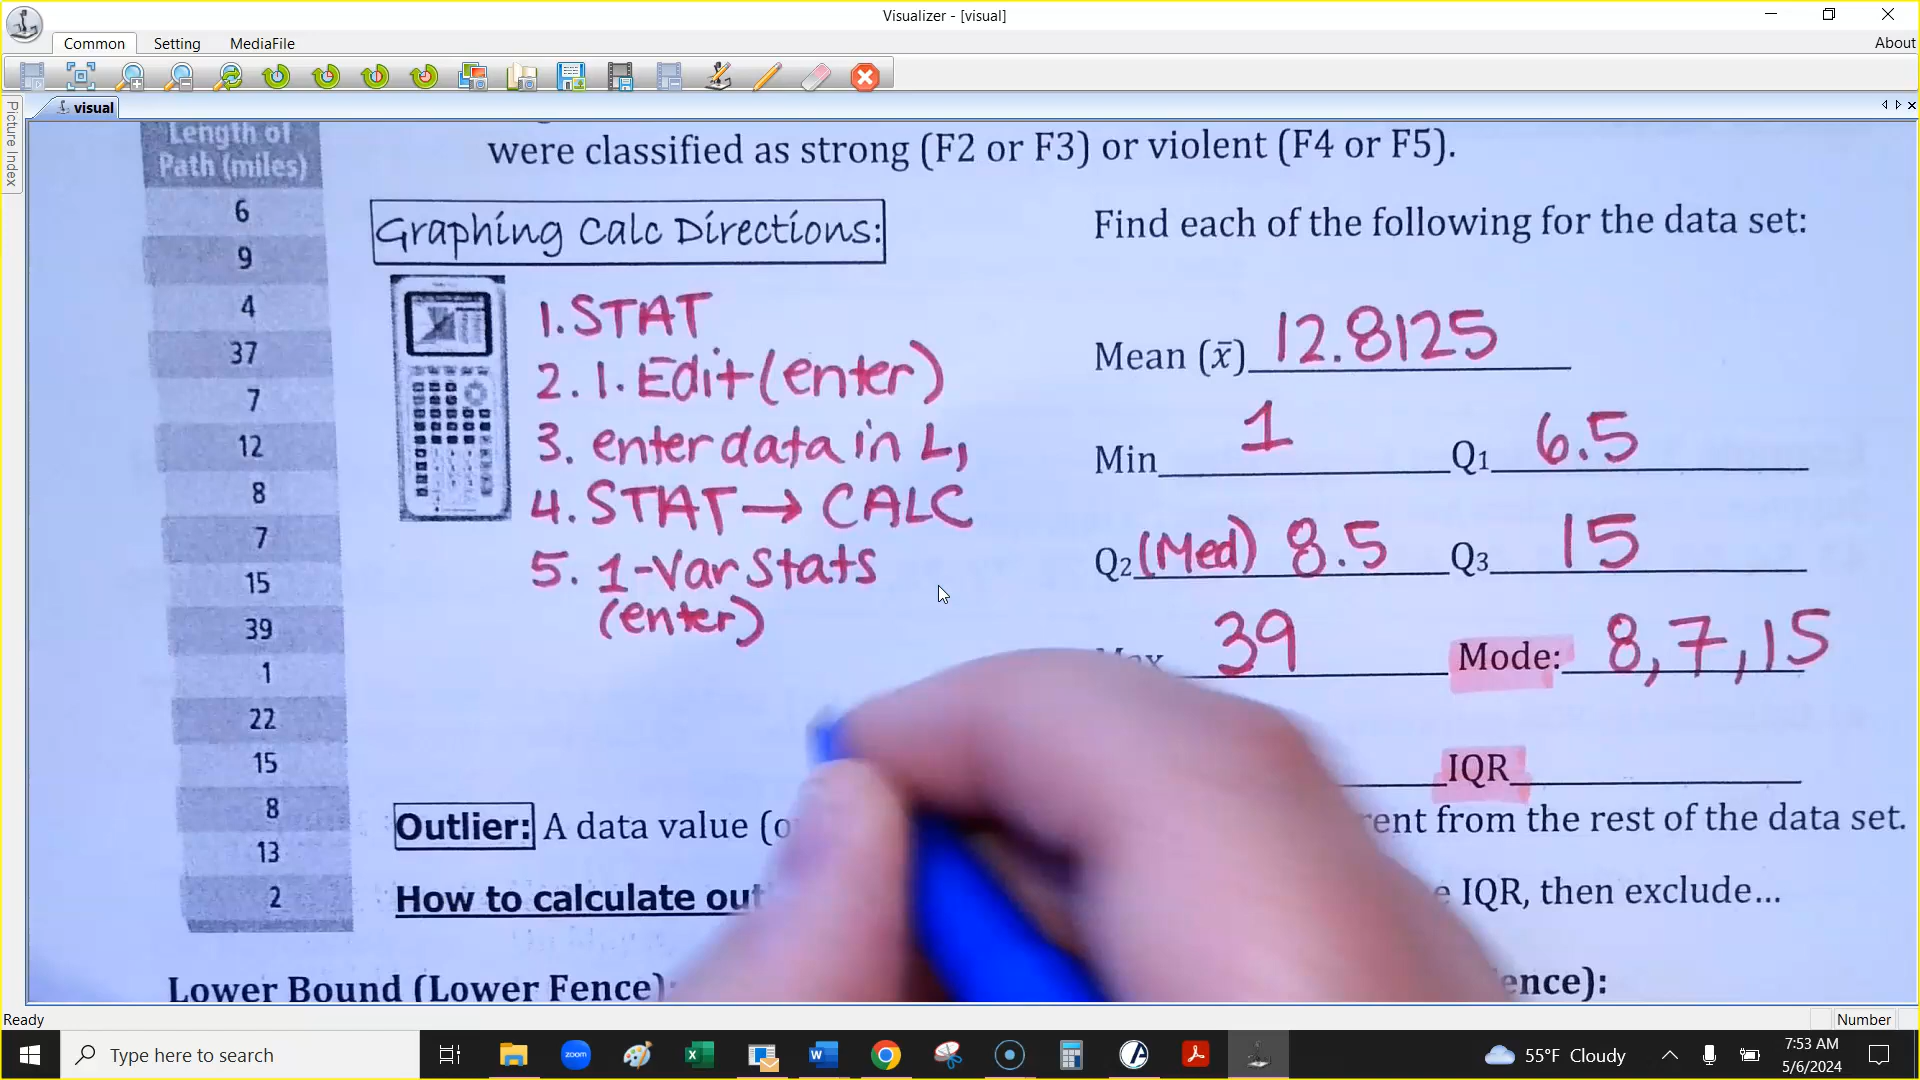 Visualizer - [visual]
Common Setting MediaFile About
visual
Picture Index
Length of
Path (miles)
6
9
4
37
7
12
8
7
15
39
1
22
15
8
13
2
were classified as strong (F2 or F3) or violent (F4 or F5).
Graphing Calc Directions:
1. STAT
2. 1. Edit (enter)
3. enter data in L1
4. STAT → CALC
5. 1-Var Stats
(enter)
Find each of the following for the data set:
Mean (x̄) 12.8125
Min 1 Q1 6.5
Q2 (Med) 8.5 Q3 15
Max 39 Mode: 8, 7, 15
IQR
Outlier: A data value (o
rent from the rest of the data set.
How to calculate out
e IQR, then exclude...
Lower Bound (Lower Fence):
ence):
Ready Number
Type here to search
zoom
55°F Cloudy
7:53 AM
5/6/2024